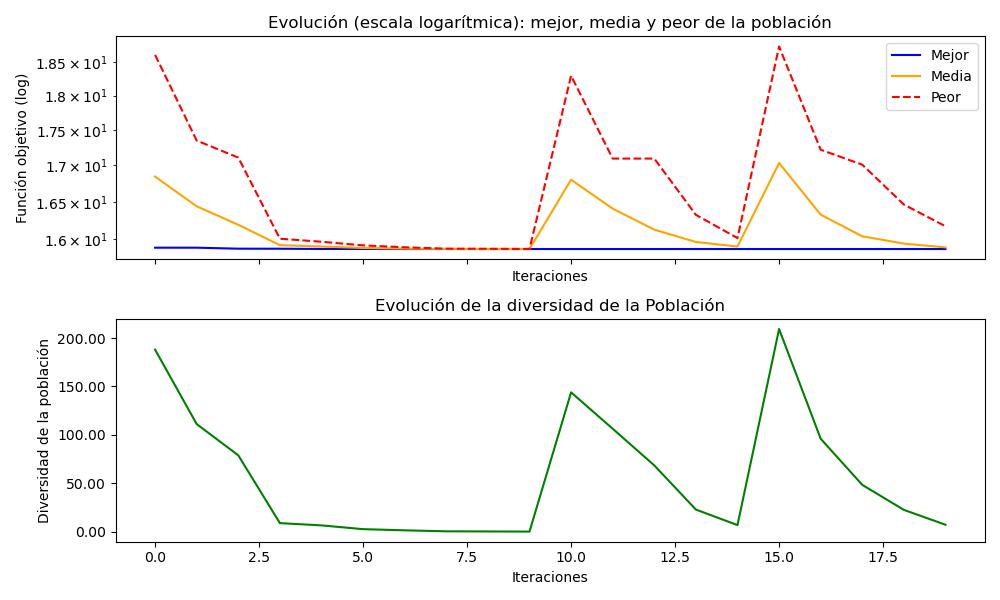 Evolución (escala logarítmica): mejor, media y peor de la población
Función objetivo (log)
1.85 × 10¹
1.8 × 10¹
1.75 × 10¹
1.7 × 10¹
1.65 × 10¹
1.6 × 10¹
Mejor
Media
Peor
Iteraciones
Evolución de la diversidad de la Población
Diversidad de la población
200.00
150.00
100.00
50.00
0.00
0.0 2.5 5.0 7.5 10.0 12.5 15.0 17.5
Iteraciones